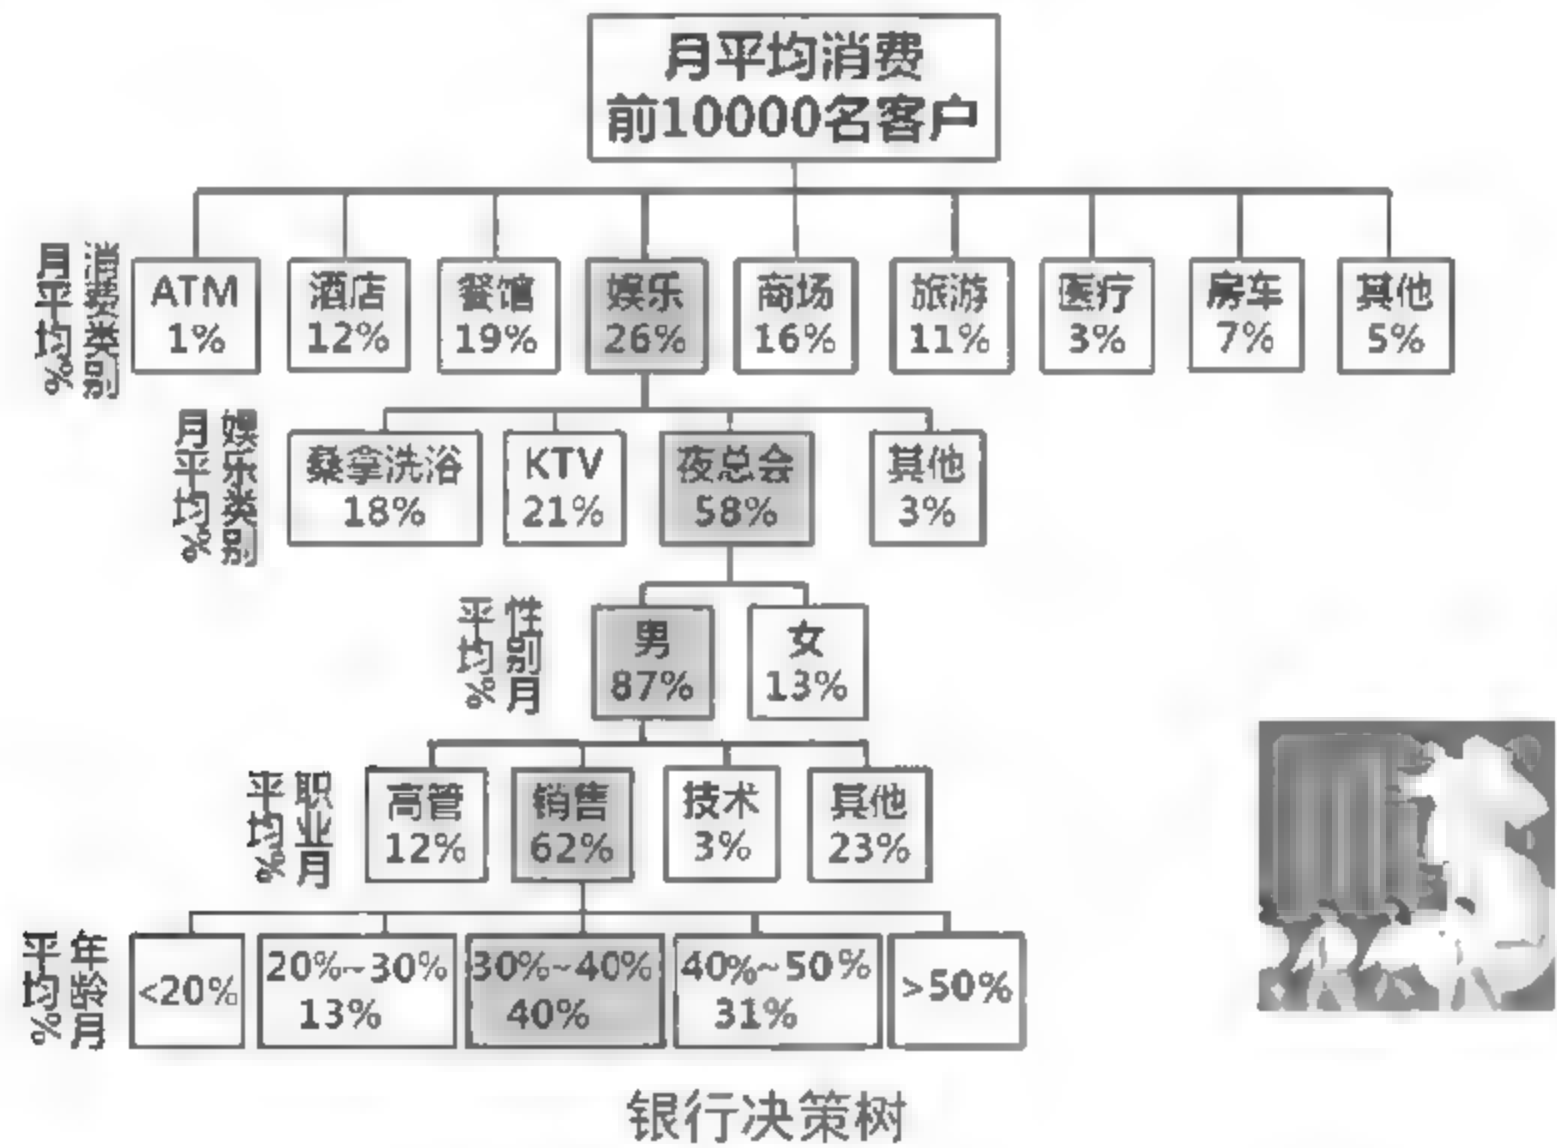 月平均消费
前10000名客户
消费类别
月平均%
ATM
1%
酒店
12%
餐馆
19%
娱乐
26%
商场
16%
旅游
11%
医疗
3%
房车
7%
其他
5%
娱乐类别
月平均%
桑拿洗浴
18%
KTV
21%
夜总会
58%
其他
3%
性别月
平均%
男
87%
女
13%
职业月
平均%
高管
12%
销售
62%
技术
3%
其他
23%
年龄月
平均%
<20%
20%~30%
13%
30%~40%
40%
40%~50%
31%
>50%
银行决策树